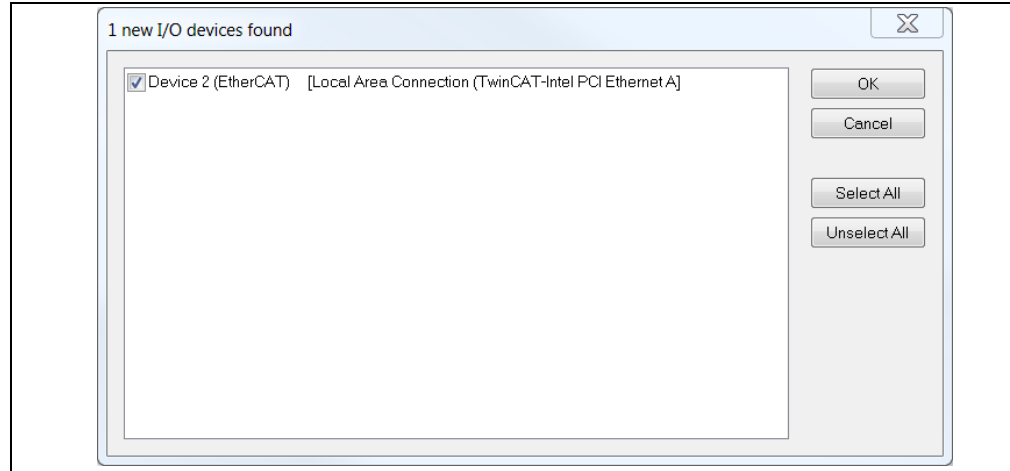 1 new I/O devices found
Device 2 (EtherCAT) [Local Area Connection (TwinCAT-Intel PCI Ethernet A]
OK
Cancel
Select All
Unselect All